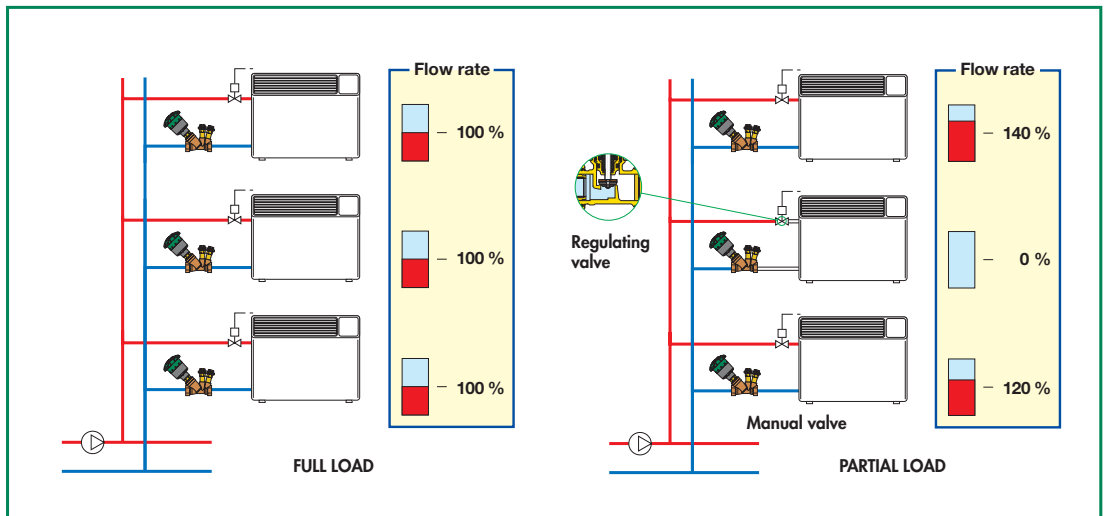 Flow rate
100 %
100 %
100 %
FULL LOAD
Flow rate
140 %
Regulating
valve
0 %
120 %
Manual valve
PARTIAL LOAD